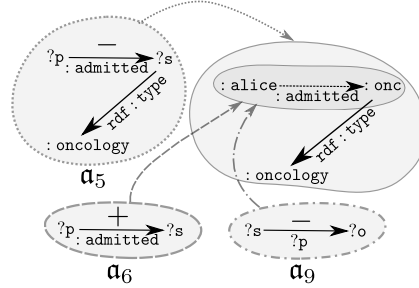 −
?p ?s
:admitted
rdf:type
:oncology
𝔞5
:alice :onc
:admitted
rdf:type
:oncology
+
?p ?s
:admitted
𝔞6
−
?s ?o
?p
𝔞9